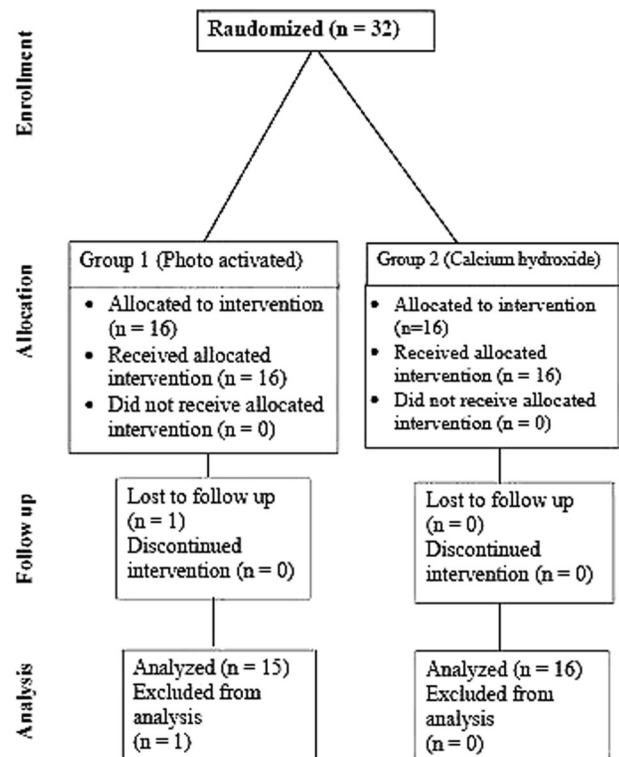 Enrollment
Randomized (n = 32)
Allocation
Group 1 (Photo activated)
• Allocated to intervention
(n = 16)
• Received allocated
intervention (n = 16)
• Did not receive allocated
intervention (n = 0)
Group 2 (Calcium hydroxide)
• Allocated to intervention
(n=16)
• Received allocated
intervention (n = 16)
• Did not receive allocated
intervention (n = 0)
Follow up
Lost to follow up
(n = 1)
Discontinued
intervention (n = 0)
Lost to follow up
(n = 0)
Discontinued
intervention (n = 0)
Analysis
Analyzed (n = 15)
Excluded from
analysis
(n = 1)
Analyzed (n = 16)
Excluded from
analysis
(n = 0)